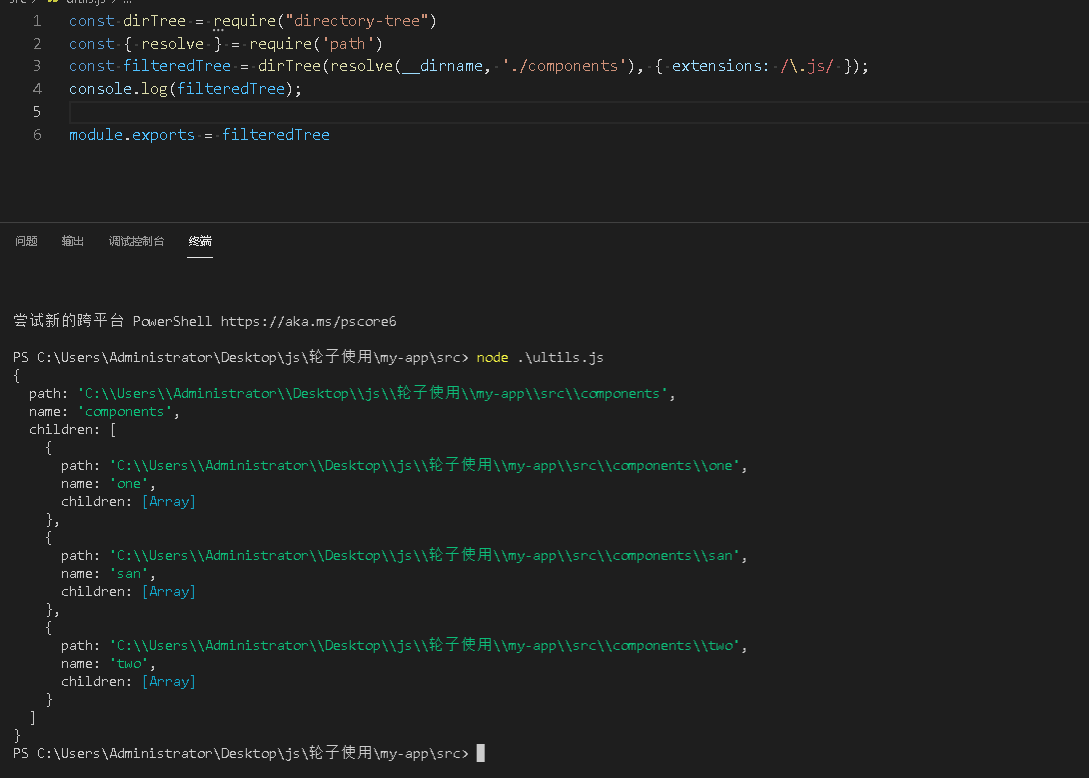 1 const dirTree = require("directory-tree")
2 const { resolve } = require('path')
3 const filteredTree = dirTree(resolve(__dirname, './components'), { extensions: /\.js/ });
4 console.log(filteredTree);
5
6 module.exports = filteredTree
问题 输出 调试控制台 终端
尝试新的跨平台 PowerShell https://aka.ms/pscore6
PS C:\Users\Administrator\Desktop\js\轮子使用\my-app\src> node .\ultils.js
{
  path: 'C:\\Users\\Administrator\\Desktop\\js\\轮子使用\\my-app\\src\\components',
  name: 'components',
  children: [
    {
      path: 'C:\\Users\\Administrator\\Desktop\\js\\轮子使用\\my-app\\src\\components\\one',
      name: 'one',
      children: [Array]
    },
    {
      path: 'C:\\Users\\Administrator\\Desktop\\js\\轮子使用\\my-app\\src\\components\\san',
      name: 'san',
      children: [Array]
    },
    {
      path: 'C:\\Users\\Administrator\\Desktop\\js\\轮子使用\\my-app\\src\\components\\two',
      name: 'two',
      children: [Array]
    }
  ]
}
PS C:\Users\Administrator\Desktop\js\轮子使用\my-app\src>